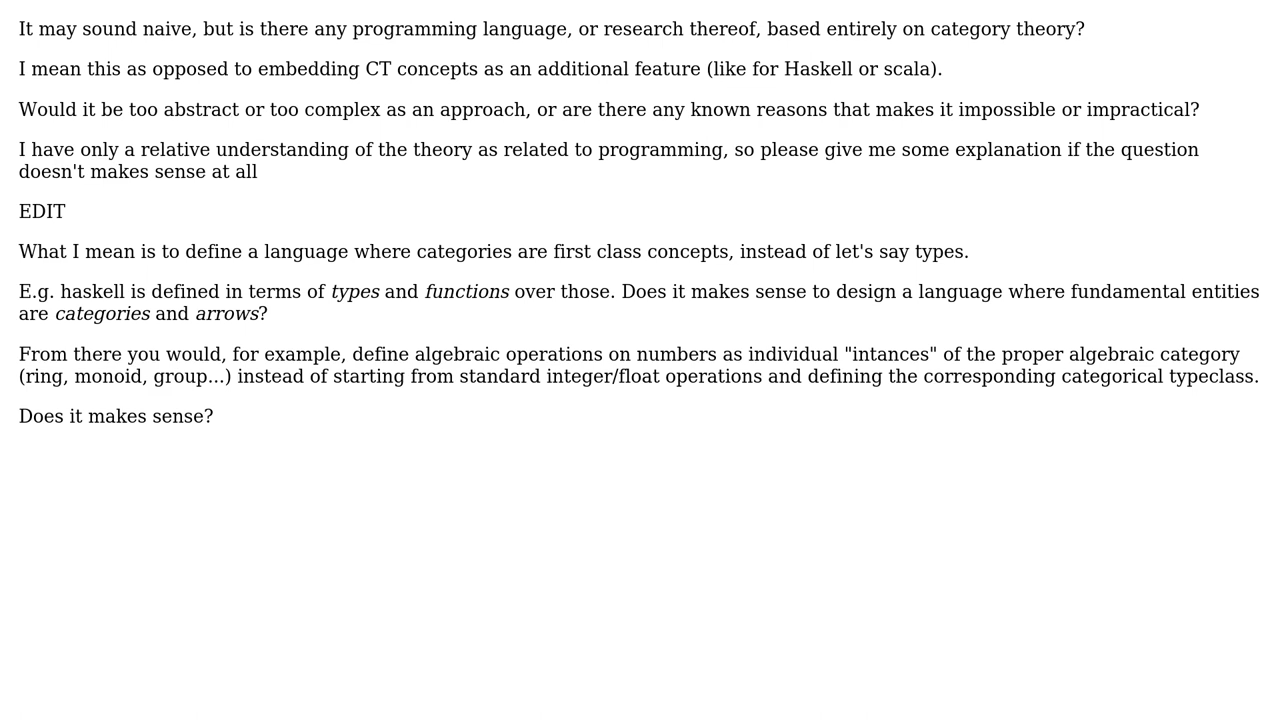 It may sound naive, but is there any programming language, or research thereof, based entirely on category theory?
I mean this as opposed to embedding CT concepts as an additional feature (like for Haskell or scala).
Would it be too abstract or too complex as an approach, or are there any known reasons that makes it impossible or impractical?
I have only a relative understanding of the theory as related to programming, so please give me some explanation if the question
doesn't makes sense at all
EDIT
What I mean is to define a language where categories are first class concepts, instead of let's say types.
E.g. haskell is defined in terms of types and functions over those. Does it makes sense to design a language where fundamental entities
are categories and arrows?
From there you would, for example, define algebraic operations on numbers as individual "intances" of the proper algebraic category
(ring, monoid, group...) instead of starting from standard integer/float operations and defining the corresponding categorical typeclass.
Does it makes sense?